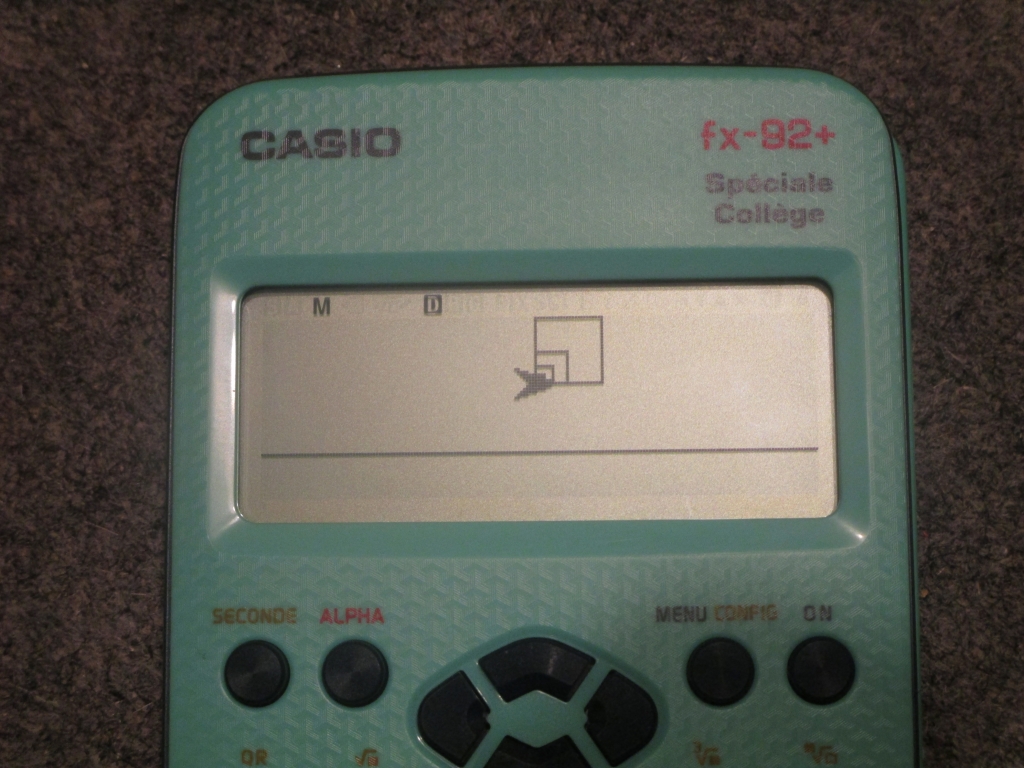 CASIO
fx-92+
Spéciale
Collège
M D
SECONDE ALPHA MENU CONFIG ON
QR